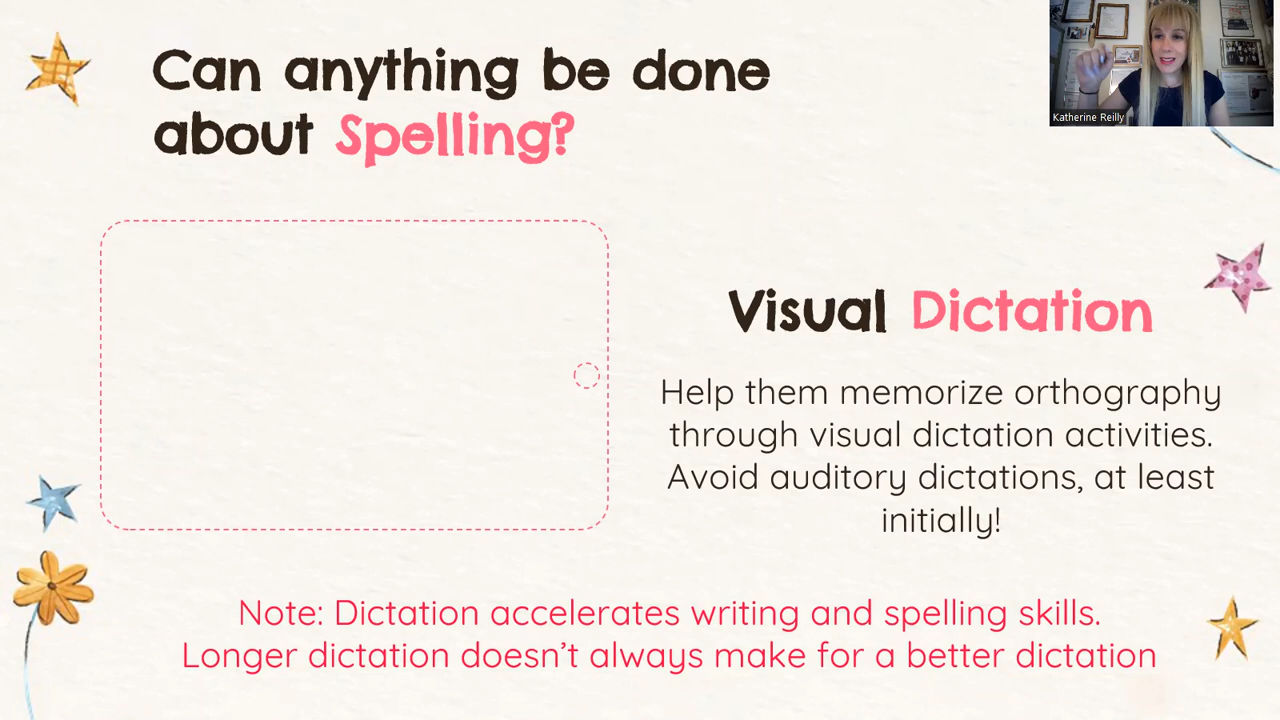 Can anything be done
about Spelling?
Katherine Reilly
Visual Dictation
Help them memorize orthography
through visual dictation activities.
Avoid auditory dictations, at least
initially!
Note: Dictation accelerates writing and spelling skills.
Longer dictation doesn't always make for a better dictation